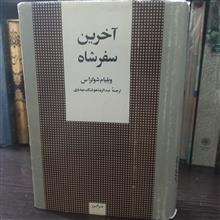 آخرین
سفر شاه
ویلیام شوکراس
ترجمهٔ عبدالرضا هوشنگ مهدوی